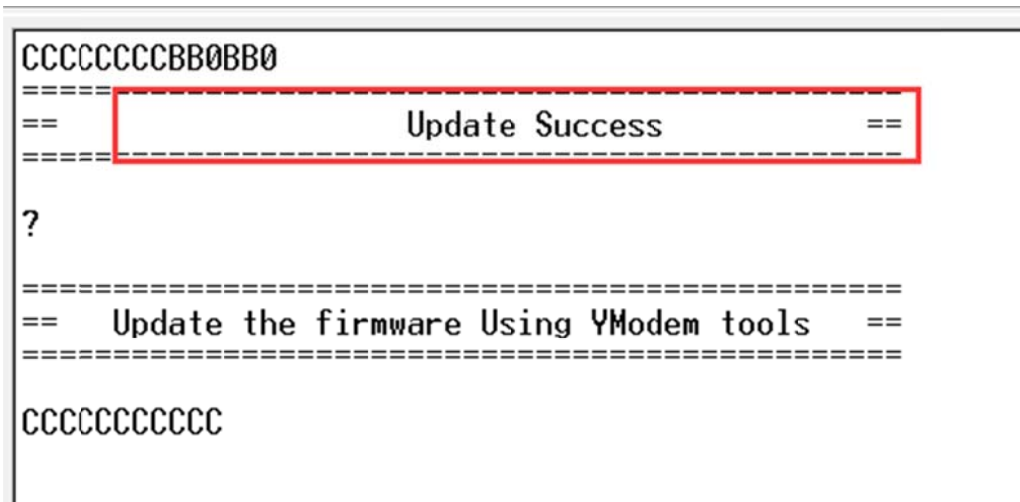 CCCCCCCCBB0BB0
================================================
==                   Update Success           ==
================================================
?
================================================
==   Update the firmware Using YModem tools   ==
================================================
CCCCCCCCCCC